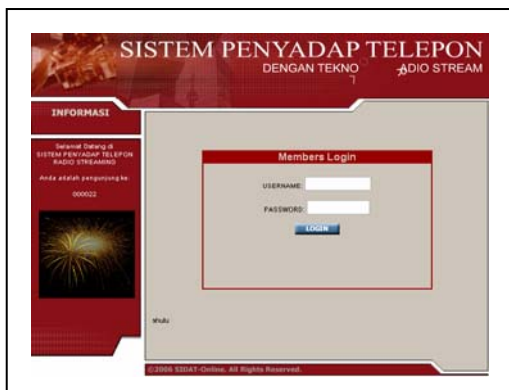 SISTEM PENYADAP TELEPON
DENGAN TEKNO ADIO STREAM
INFORMASI
Selamat Datang di
SISTEM PENYADAP TELEPON
RADIO STREAMING
Anda adalah pengunjung ke:
000022
Members Login
USERNAME:
PASSWORD:
LOGIN
©2006 SIDAT-Online. All Rights Reserved.